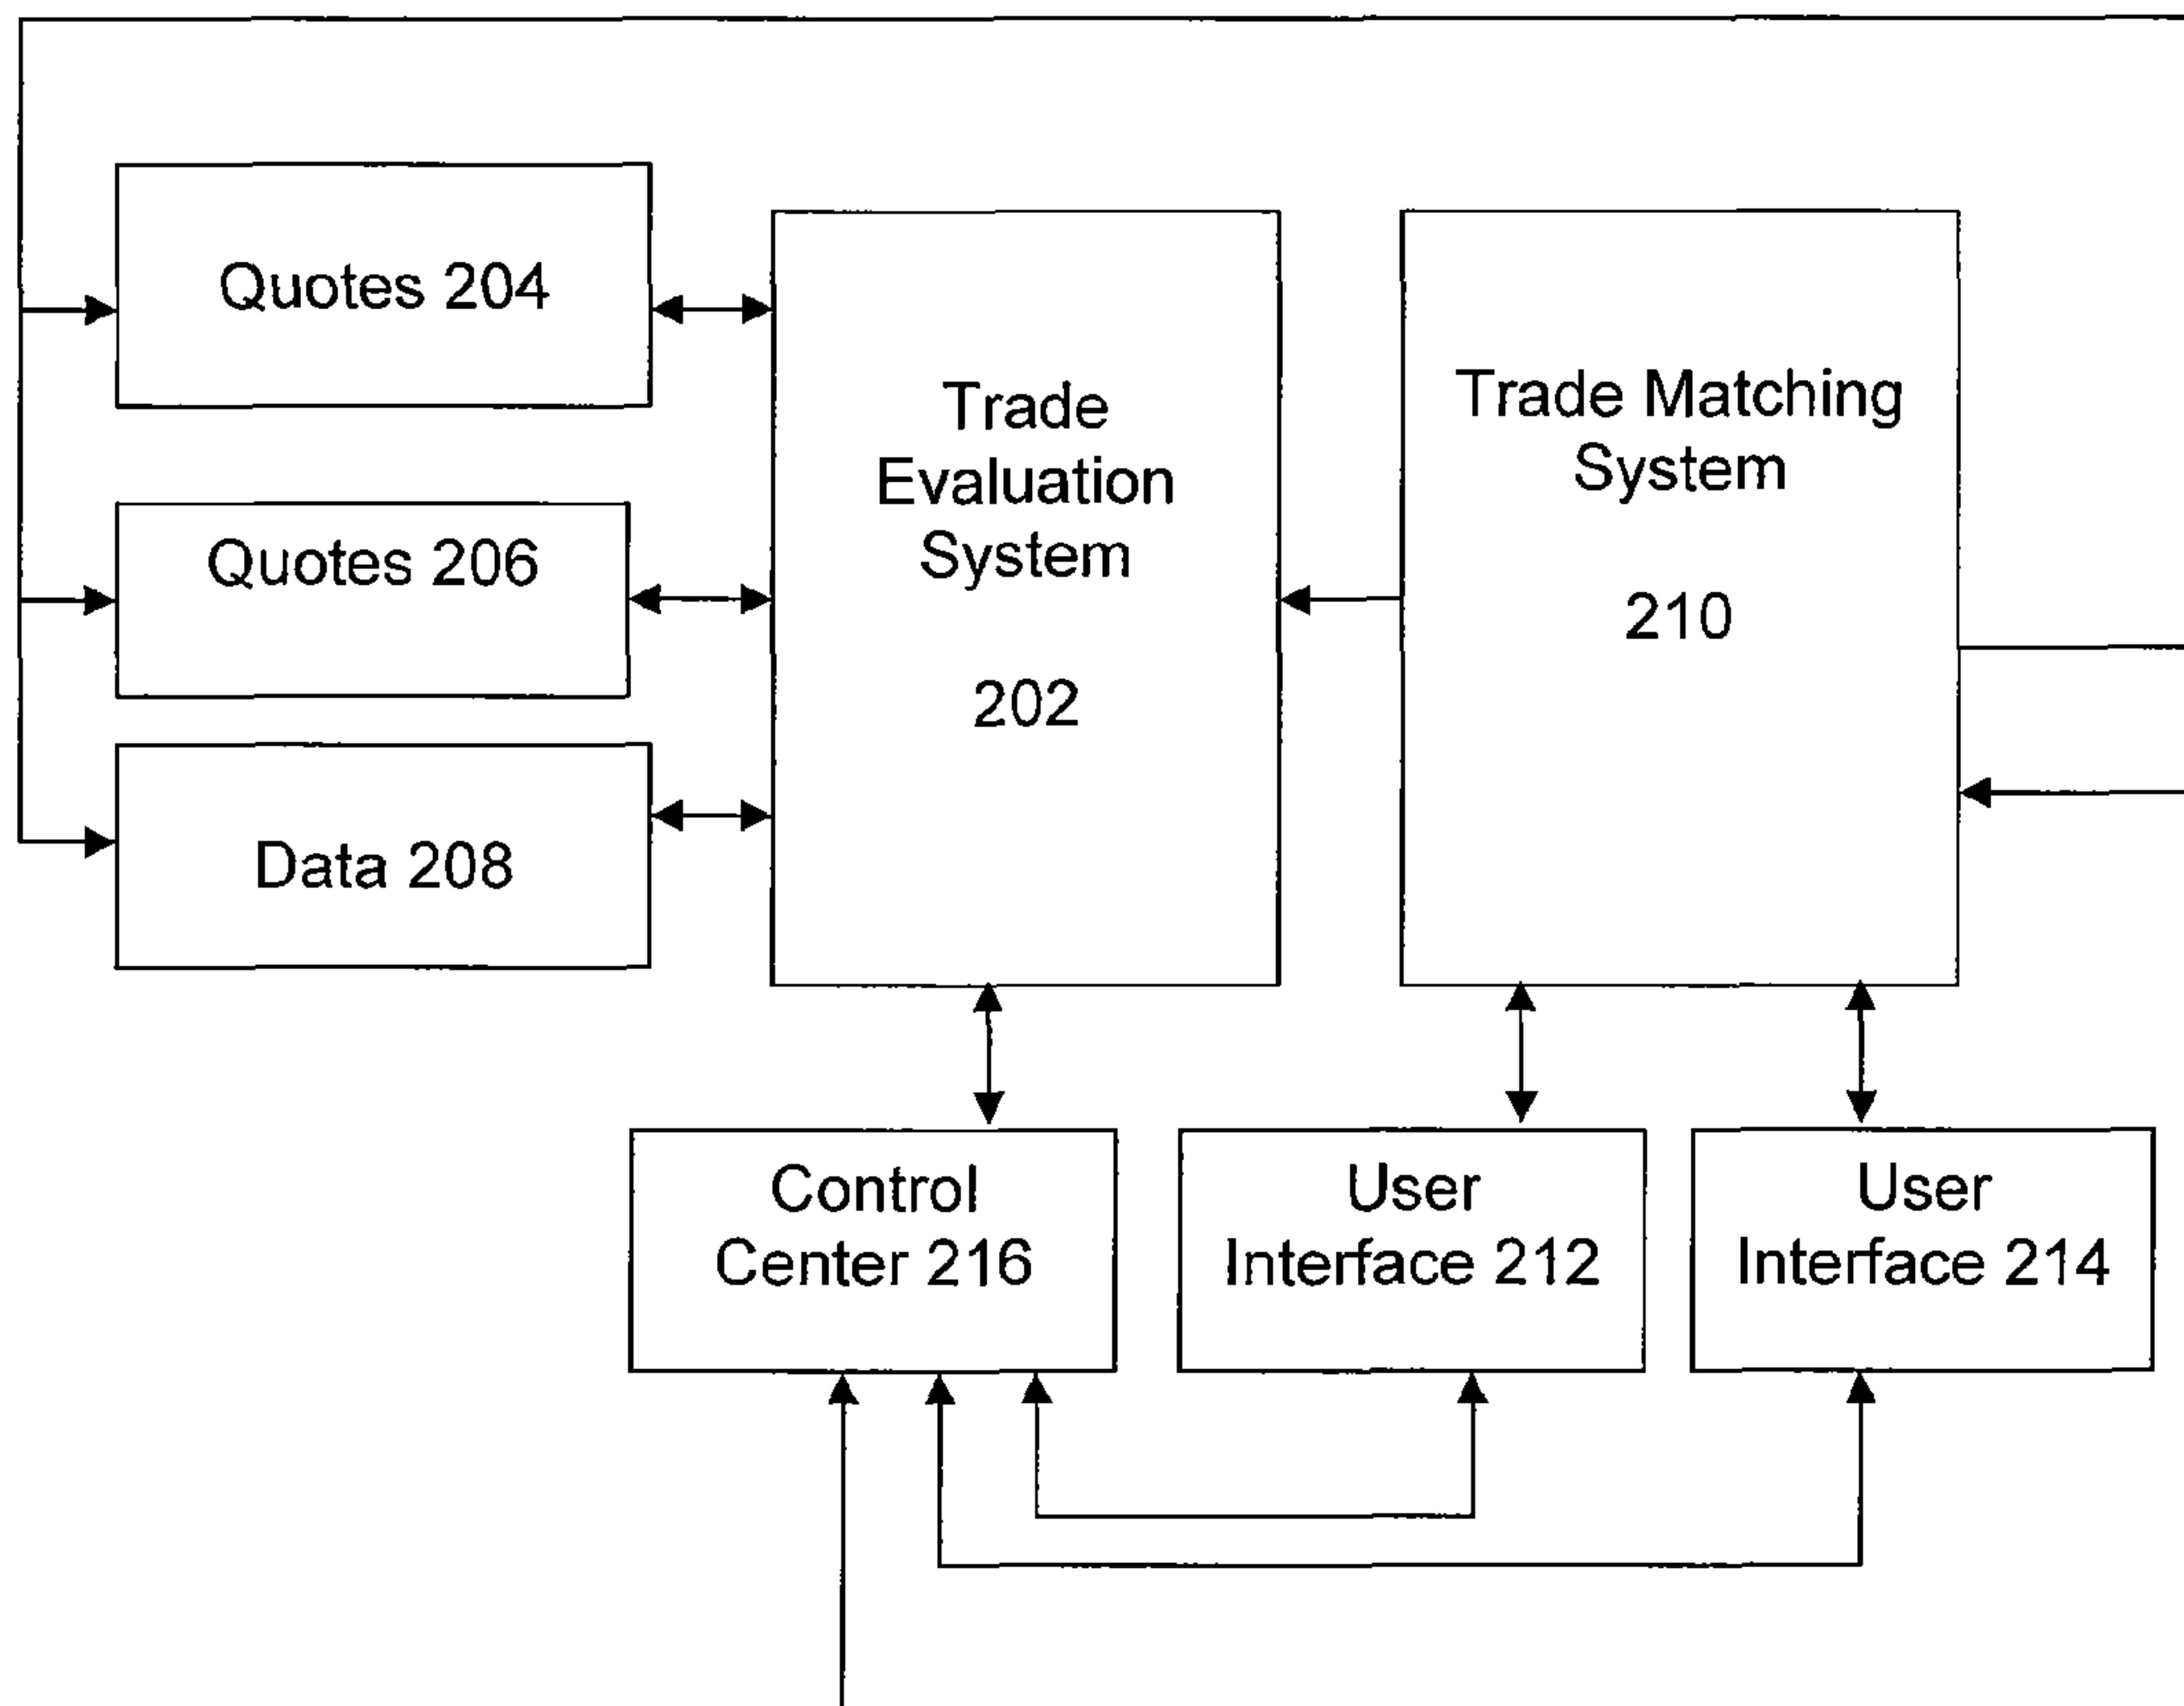 Quotes 204
Quotes 206
Data 208
Trade
Evaluation
System
202
Trade Matching
System
210
Control
Center 216
User
Interface 212
User
Interface 214